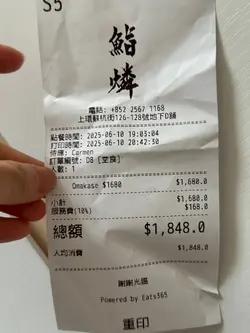 S5
鮨
燐
電話: +852 2567 1168
上環蘇杭街126-128號地下D舖
點餐時間: 2025-06-10 19:03:04
打印時間: 2025-06-10 20:42:30
侍應: Carmen
訂單編號: D8 [堂食]
人數: 1
Omakase $1680 $1,680.0
小計 $1,680.0
服務費(10%) $168.0
總額 $1,848.0
人均消費 $1,848.0
謝謝光臨
Powered by Eats365
重印